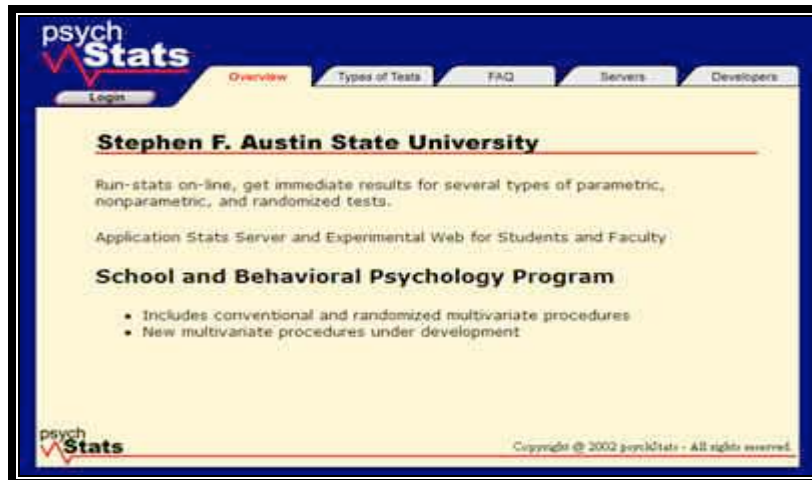 psych
Stats
Overview Types of Tests FAQ Servers Developers
Login
Stephen F. Austin State University
Run-stats on-line, get immediate results for several types of parametric,
nonparametric, and randomized tests.
Application Stats Server and Experimental Web for Students and Faculty
School and Behavioral Psychology Program
• Includes conventional and randomized multivariate procedures
• New multivariate procedures under development
psych
Stats
Copyright @ 2002 psychStats - All rights reserved.